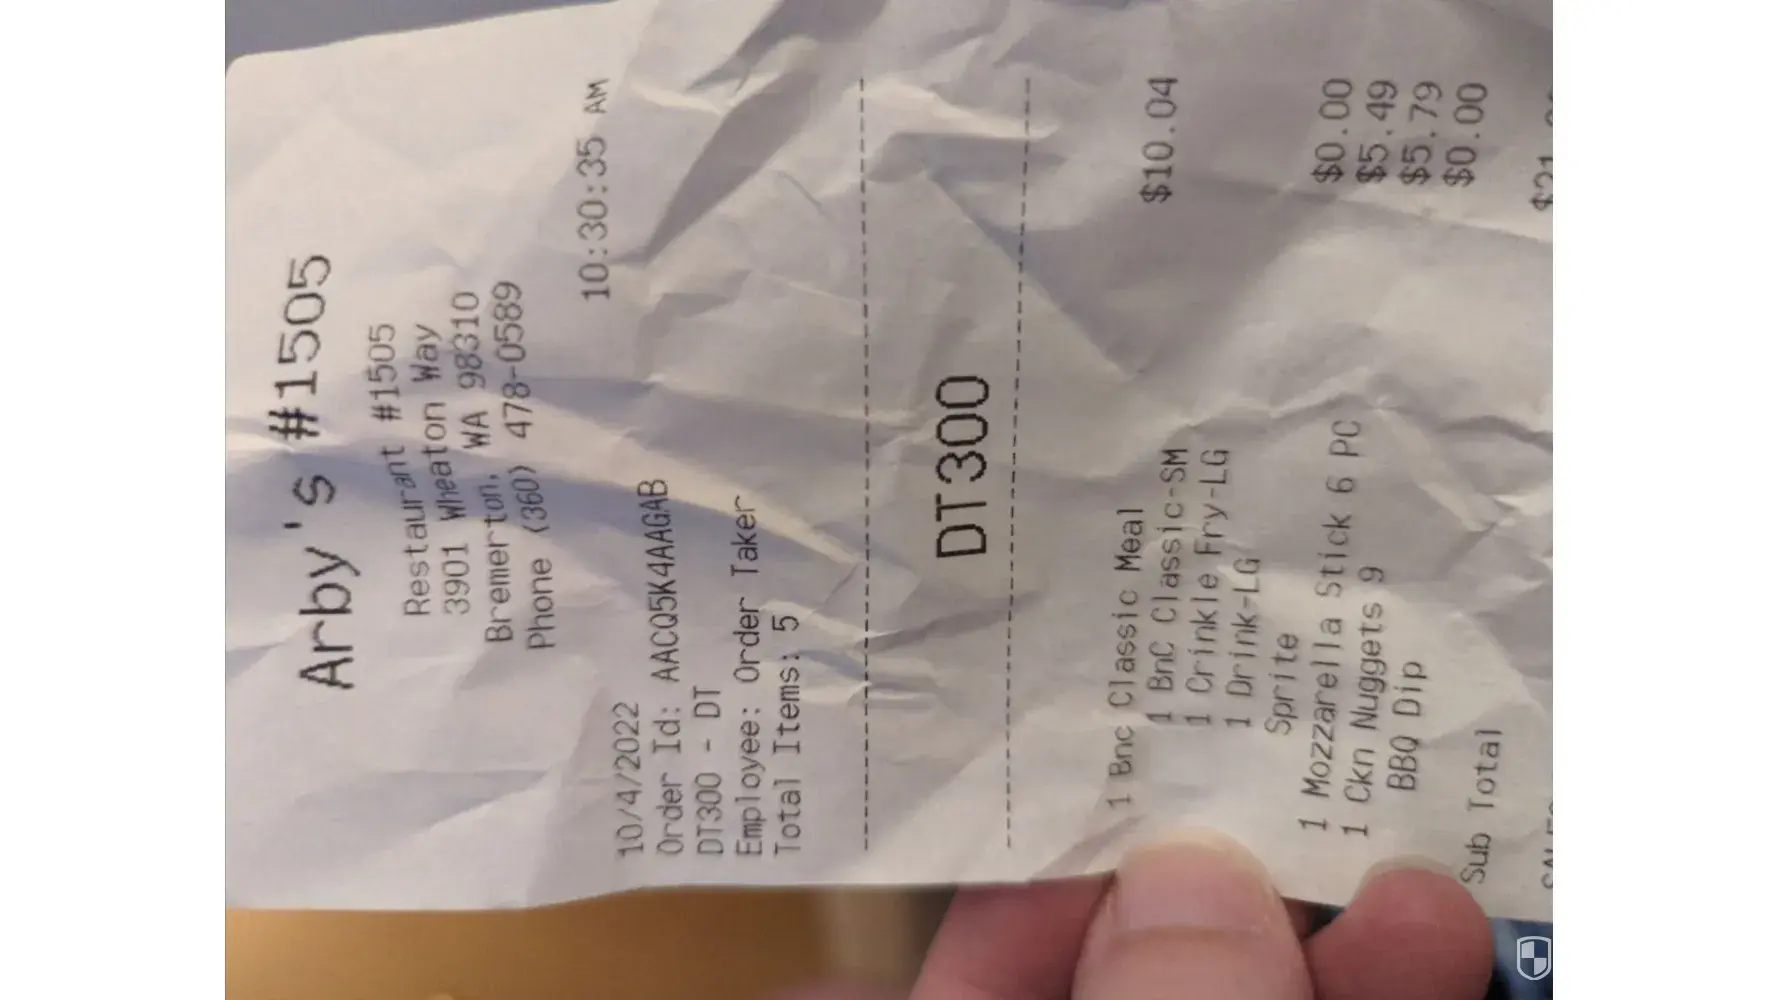 Arby's #1505
Restaurant #1505
3901 Wheaton Way
Bremerton, WA 98310
Phone (360) 478-0589
10/4/2022 10:30:35 AM
Order Id: AACQ5K4AAGAB
DT300 - DT
Employee: Order Taker
Total Items: 5
DT300
1 Bnc Classic Meal $10.04
1 BnC Classic-SM
1 Crinkle Fry-LG
1 Drink-LG
Sprite $0.00
1 Mozzarella Stick 6 PC $5.49
1 Ckn Nuggets 9 $5.79
BBQ Dip $0.00
Sub Total